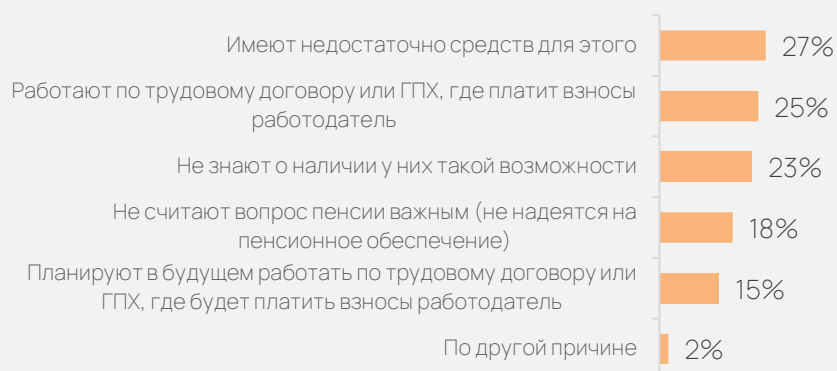 Имеют недостаточно средств для этого 27%
Работают по трудовому договору или ГПХ, где платит взносы
работодатель 25%
Не знают о наличии у них такой возможности 23%
Не считают вопрос пенсии важным (не надеятся на
пенсионное обеспечение) 18%
Планируют в будущем работать по трудовому договору или
ГПХ, где будет платить взносы работодатель 15%
По другой причине 2%